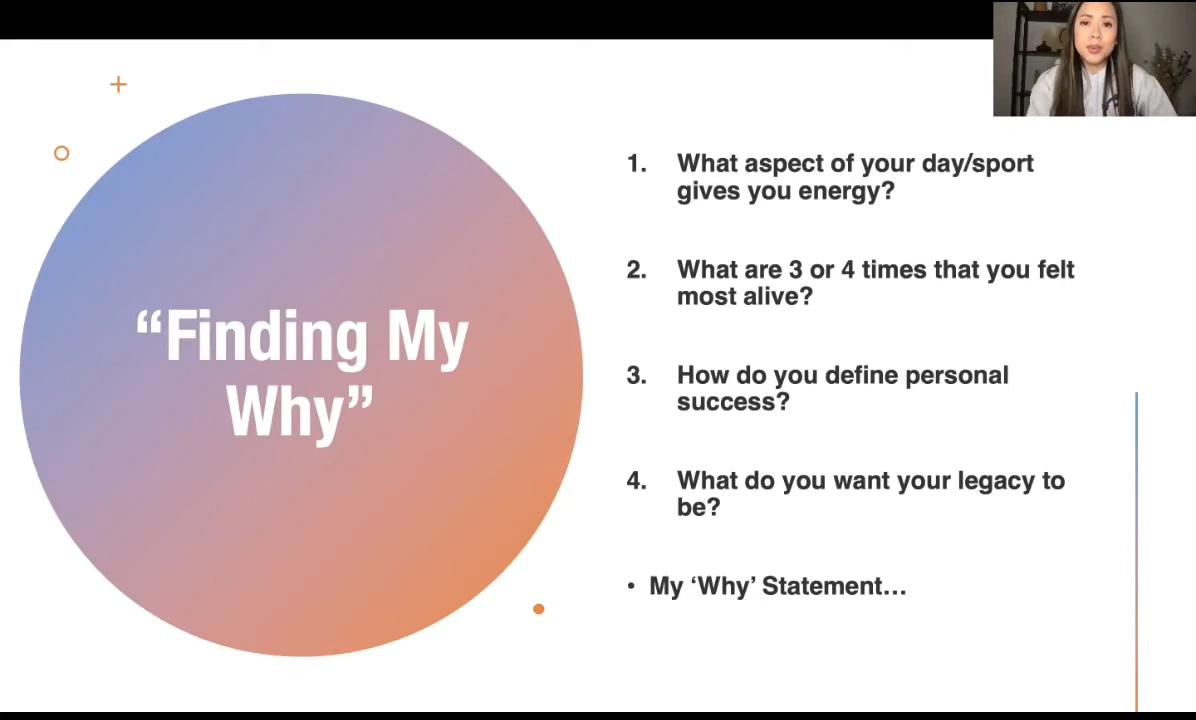 “Finding My
Why”
1. What aspect of your day/sport
gives you energy?
2. What are 3 or 4 times that you felt
most alive?
3. How do you define personal
success?
4. What do you want your legacy to
be?
• My ‘Why’ Statement…